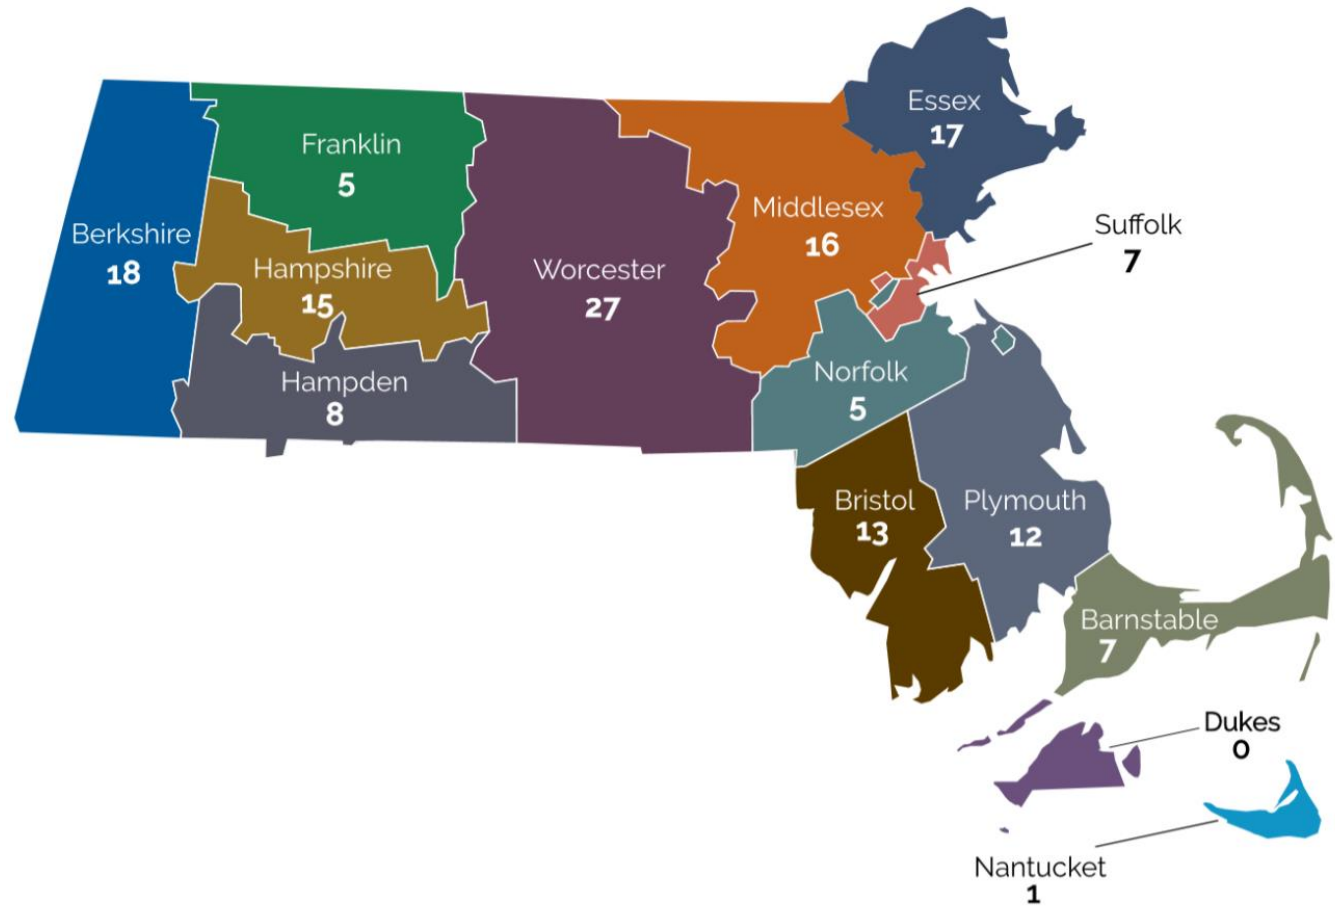 Essex
17
Franklin
5
Middlesex
16
Suffolk
7
Berkshire
18
Hampshire
15
Worcester
27
Norfolk
5
Hampden
8
Bristol
13
Plymouth
12
Barnstable
7
Dukes
0
Nantucket
1